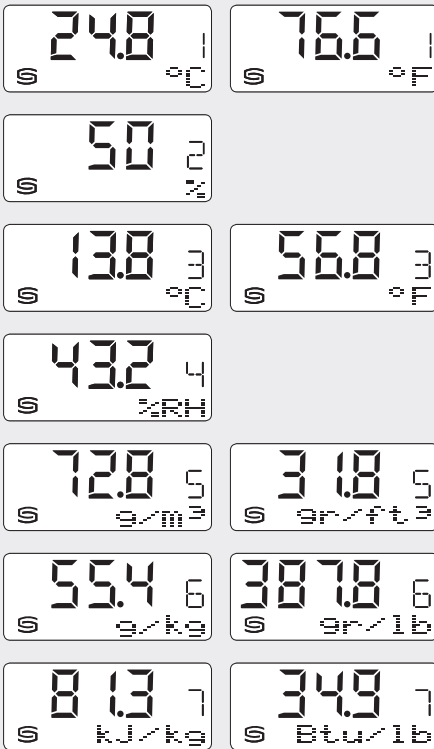 24.8 1 76.6 1
°C °F
50 2
%
13.8 3 56.8 3
°C °F
43.2 4
%RH
72.8 5 31.8 5
g/m³ gr/ft³
55.4 6 387.8 6
g/kg gr/lb
81.3 7 34.9 7
kJ/kg Btu/lb